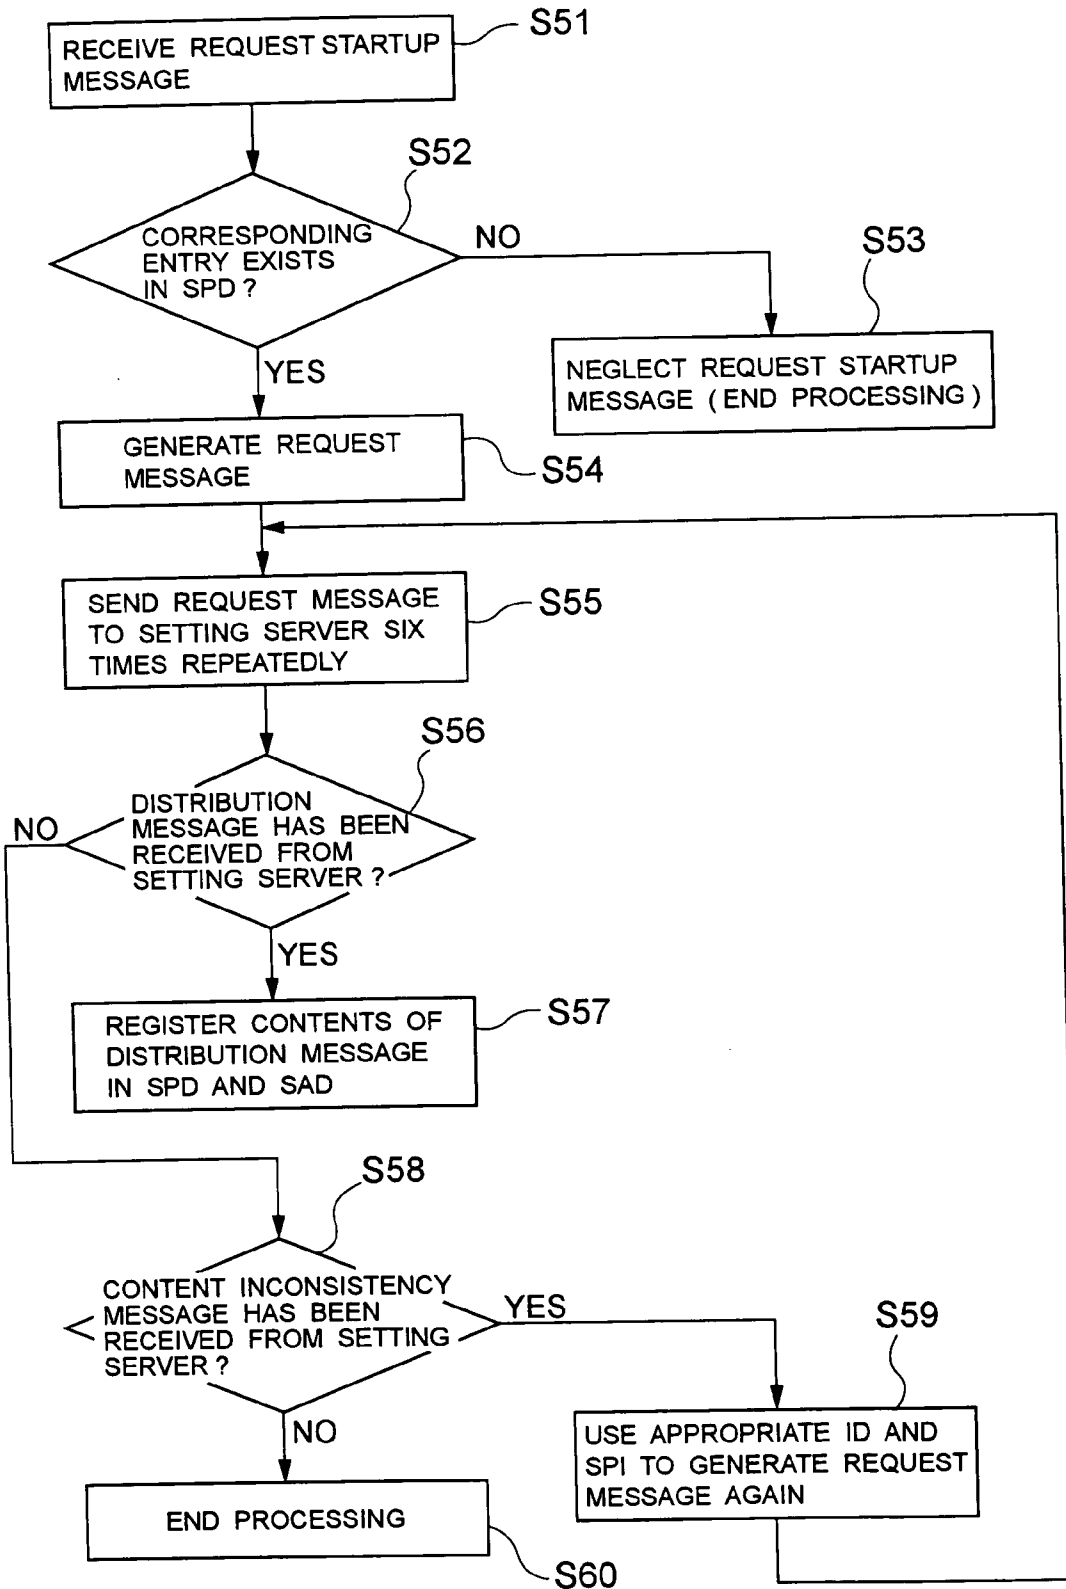 S51
RECEIVE REQUEST STARTUP
MESSAGE
S52
CORRESPONDING
ENTRY EXISTS
IN SPD?
NO
S53
NEGLECT REQUEST STARTUP
MESSAGE (END PROCESSING)
YES
GENERATE REQUEST
MESSAGE
S54
SEND REQUEST MESSAGE
TO SETTING SERVER SIX
TIMES REPEATEDLY
S55
S56
DISTRIBUTION
MESSAGE HAS BEEN
RECEIVED FROM
SETTING SERVER?
NO
YES
S57
REGISTER CONTENTS OF
DISTRIBUTION MESSAGE
IN SPD AND SAD
S58
CONTENT INCONSISTENCY
MESSAGE HAS BEEN
RECEIVED FROM SETTING
SERVER?
YES
S59
NO
USE APPROPRIATE ID AND
SPI TO GENERATE REQUEST
MESSAGE AGAIN
END PROCESSING
S60